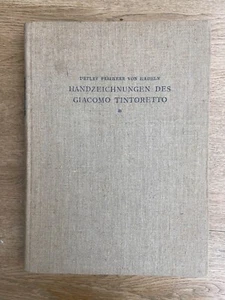 DETLEV FREIHERR VON HADELN
HANDZEICHNUNGEN DES
GIACOMO TINTORETTO